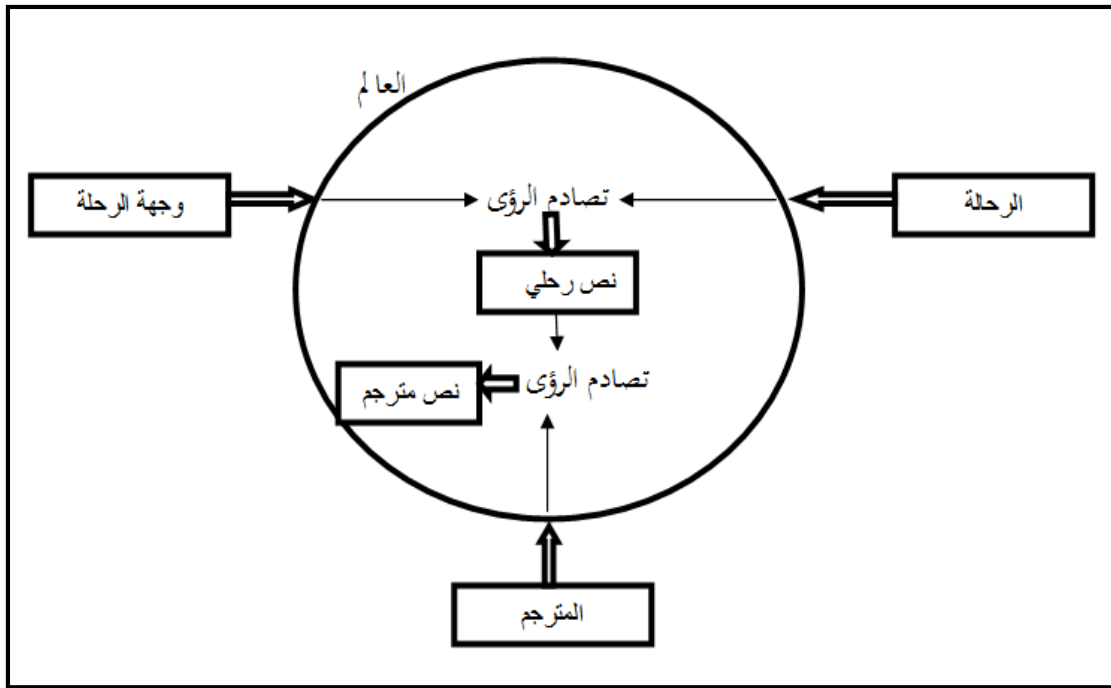 العالم
الرحالة
تصادم الرؤى
وجهة الرحلة
نص رحلي
تصادم الرؤى
نص مترجم
المترجم